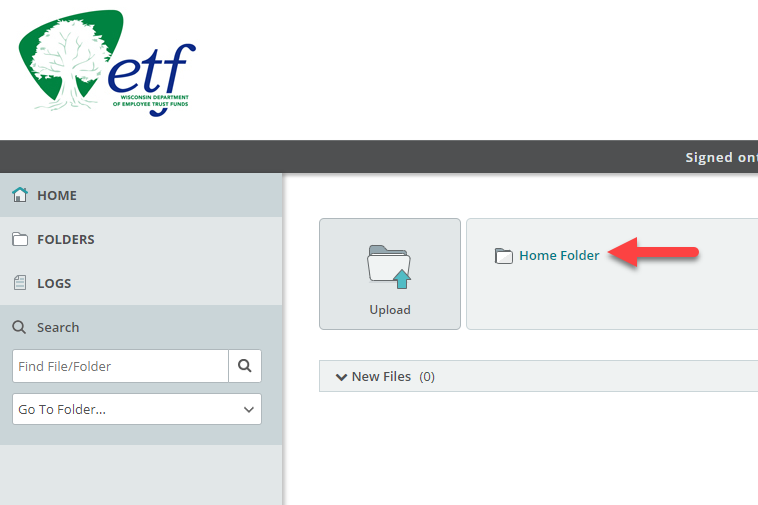 etf
WISCONSIN DEPARTMENT
OF EMPLOYEE TRUST FUNDS
Signed ont
HOME
FOLDERS
LOGS
Search
Find File/Folder
Go To Folder...
Upload
Home Folder
New Files (0)